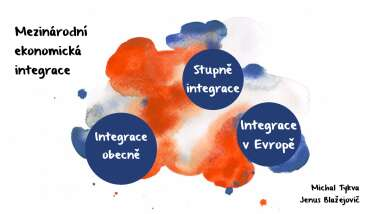 Mezinárodní
ekonomická
integrace
Stupně
integrace
Integrace
obecně
Integrace
v Evropě
Michal Tykva
Jenus Blažejovič